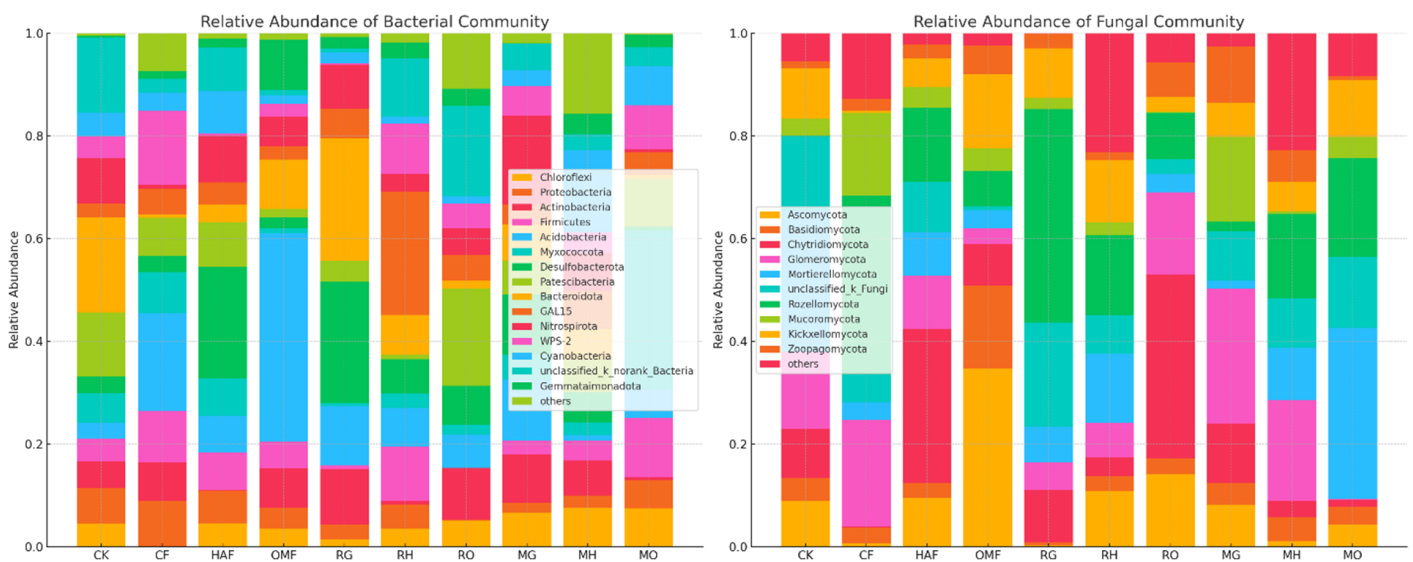 Relative Abundance of Bacterial Community
Relative Abundance
1.0
0.8
0.6
0.4
0.2
0.0
Chloroflexi
Proteobacteria
Actinobacteria
Firmicutes
Acidobacteria
Myxococcota
Desulfobacterota
Patescibacteria
Bacteroidota
GAL15
Nitrospirota
WPS-2
Cyanobacteria
unclassified_k_norank_Bacteria
Gemmataimonadota
others
CK CF HAF OMF RG RH RO MG MH MO
Relative Abundance of Fungal Community
Relative Abundance
1.0
0.8
0.6
0.4
0.2
0.0
Ascomycota
Basidiomycota
Chytridiomycota
Glomeromycota
Mortierellomycota
unclassified_k_Fungi
Rozellomycota
Mucoromycota
Kickxellomycota
Zoopagomycota
others
CK CF HAF OMF RG RH RO MG MH MO